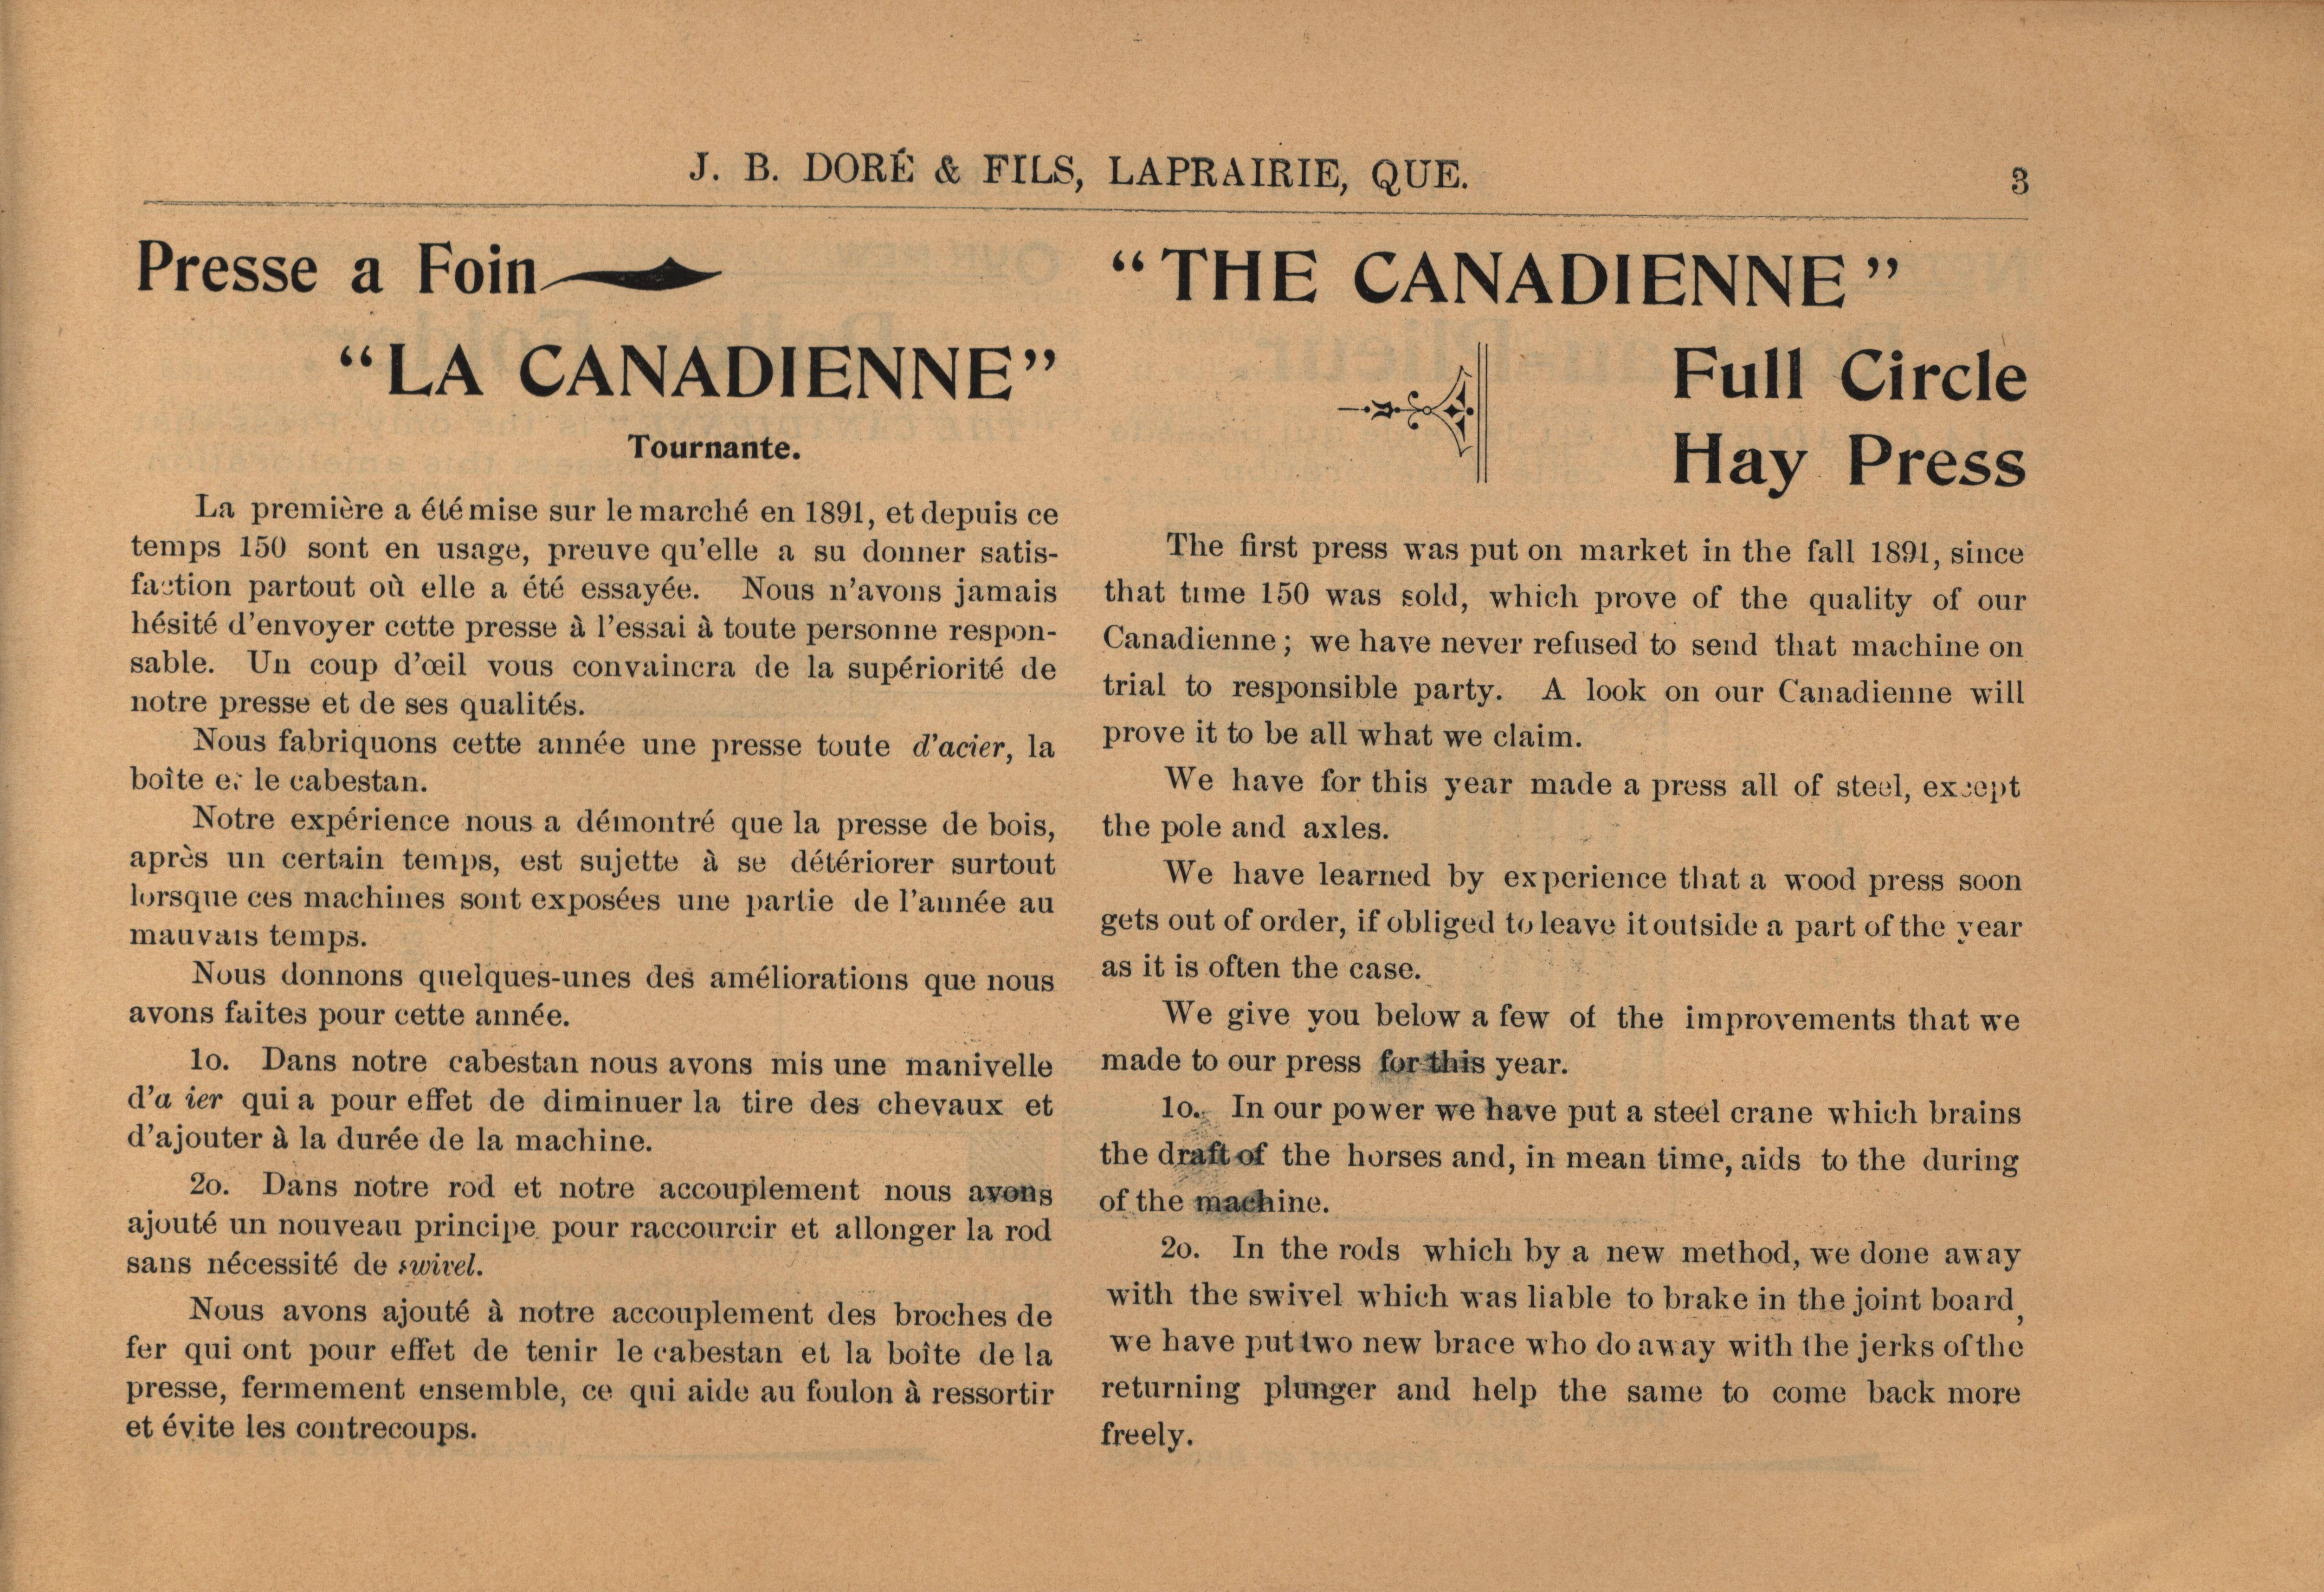 J. B. DORÉ & FILS, LAPRAIRIE, QUE.
3
Presse a Foin
"LA CANADIENNE"
Tournante.
La première a été mise sur le marché en 1891, et depuis ce
temps 150 sont en usage, preuve qu'elle a su donner satis-
faction partout où elle a été essayée. Nous n'avons jamais
hésité d'envoyer cette presse à l'essai à toute personne respon-
sable. Un coup d'œil vous convaincra de la supériorité de
notre presse et de ses qualités.
Nous fabriquons cette année une presse toute d'acier, la
boîte et le cabestan.
Notre expérience nous a démontré que la presse de bois,
après un certain temps, est sujette à se détériorer surtout
lorsque ces machines sont exposées une partie de l'année au
mauvais temps.
Nous donnons quelques-unes des améliorations que nous
avons faites pour cette année.
1o. Dans notre cabestan nous avons mis une manivelle
d'a ier qui a pour effet de diminuer la tire des chevaux et
d'ajouter à la durée de la machine.
2o. Dans notre rod et notre accouplement nous avons
ajouté un nouveau principe pour raccourcir et allonger la rod
sans nécessité de swivel.
Nous avons ajouté à notre accouplement des broches de
fer qui ont pour effet de tenir le cabestan et la boîte de la
presse, fermement ensemble, ce qui aide au foulon à ressortir
et évite les contrecoups.
"THE CANADIENNE"
Full Circle
Hay Press
The first press was put on market in the fall 1891, since
that time 150 was sold, which prove of the quality of our
Canadienne; we have never refused to send that machine on
trial to responsible party. A look on our Canadienne will
prove it to be all what we claim.
We have for this year made a press all of steel, except
the pole and axles.
We have learned by experience that a wood press soon
gets out of order, if obliged to leave it outside a part of the year
as it is often the case.
We give you below a few of the improvements that we
made to our press for this year.
1o. In our power we have put a steel crane which brains
the draft of the horses and, in mean time, aids to the during
of the machine.
2o. In the rods which by a new method, we done away
with the swivel which was liable to brake in the joint board,
we have put two new brace who do away with the jerks of the
returning plunger and help the same to come back more
freely.